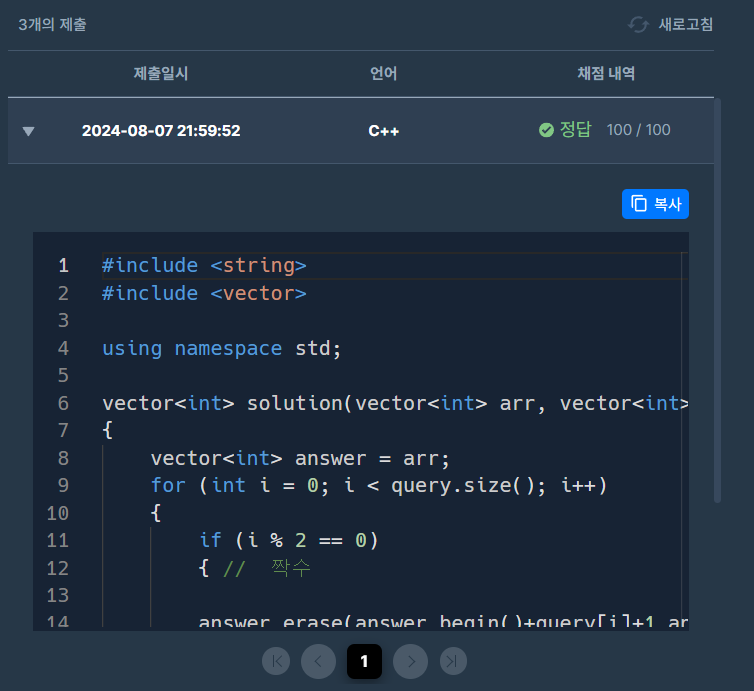 3개의 제출 새로고침
제출일시 언어 채점 내역
▼ 2024-08-07 21:59:52 C++ 정답 100 / 100
복사
1 #include <string>
2 #include <vector>
3
4 using namespace std;
5
6 vector<int> solution(vector<int> arr, vector<int>
7 {
8 vector<int> answer = arr;
9 for (int i = 0; i < query.size(); i++)
10 {
11 if (i % 2 == 0)
12 { // 짝수
13
14 answer.erase(answer.begin()+query[i]+1,an
1